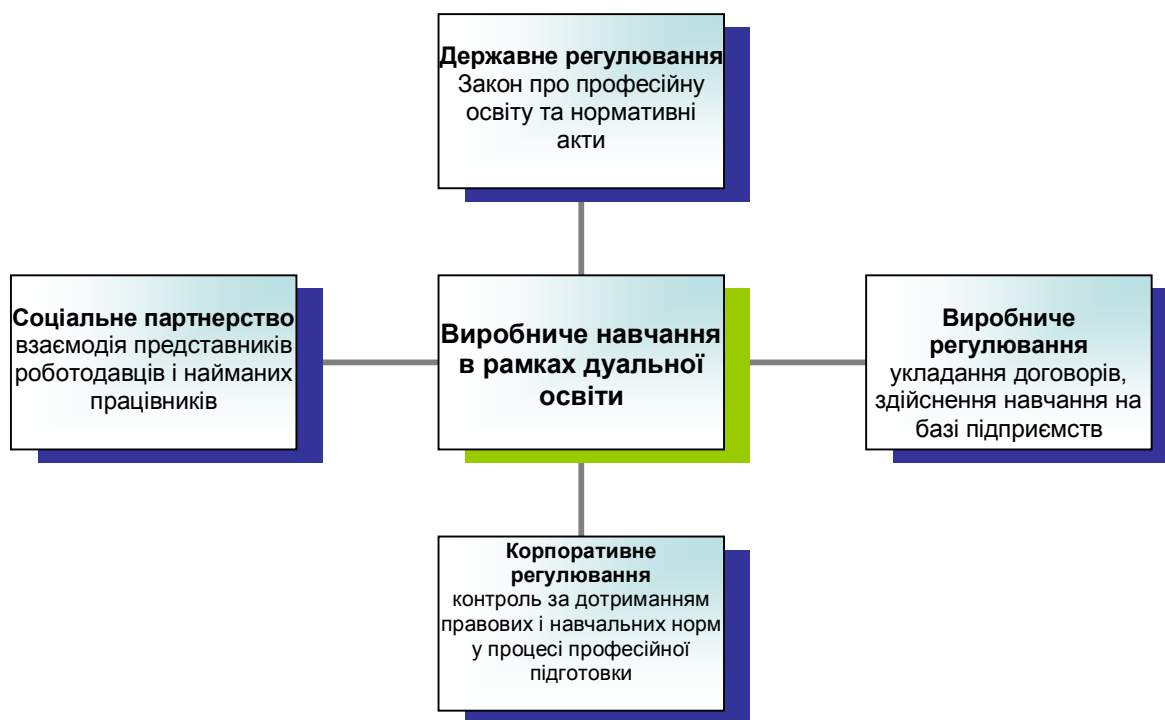 Державне регулювання
Закон про професійну
освіту та нормативні
акти
Соціальне партнерство
взаємодія представників
роботодавців і найманих
працівників
Виробниче навчання
в рамках дуальної
освіти
Виробниче
регулювання
укладання договорів,
здійснення навчання на
базі підприємств
Корпоративне
регулювання
контроль за дотриманням
правових і навчальних норм
у процесі професійної
підготовки